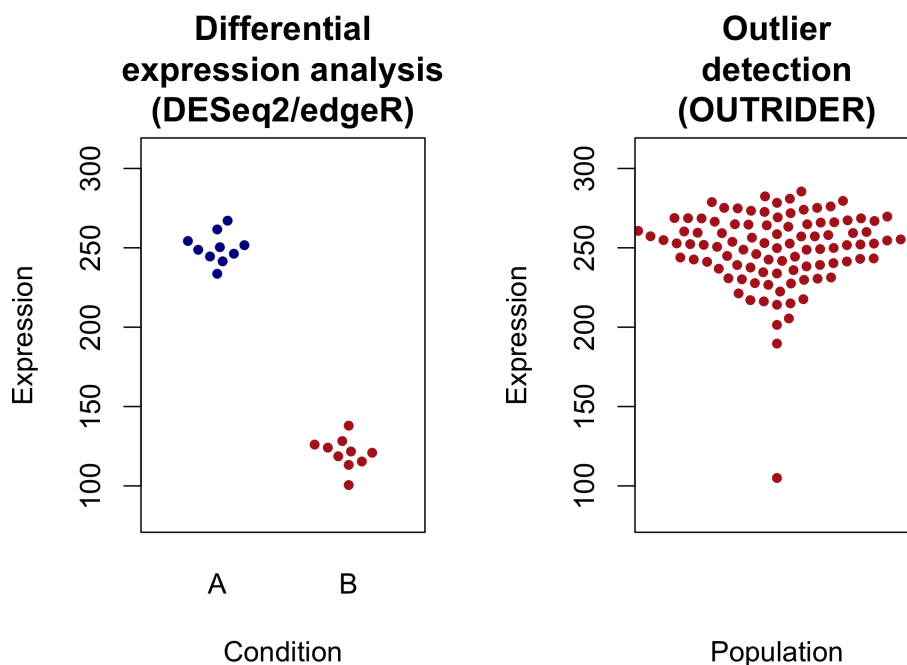 Differential
expression analysis
(DESeq2/edgeR)
Expression
300
250
200
150
100
A
B
Condition
Outlier
detection
(OUTRIDER)
Expression
300
250
200
150
100
Population